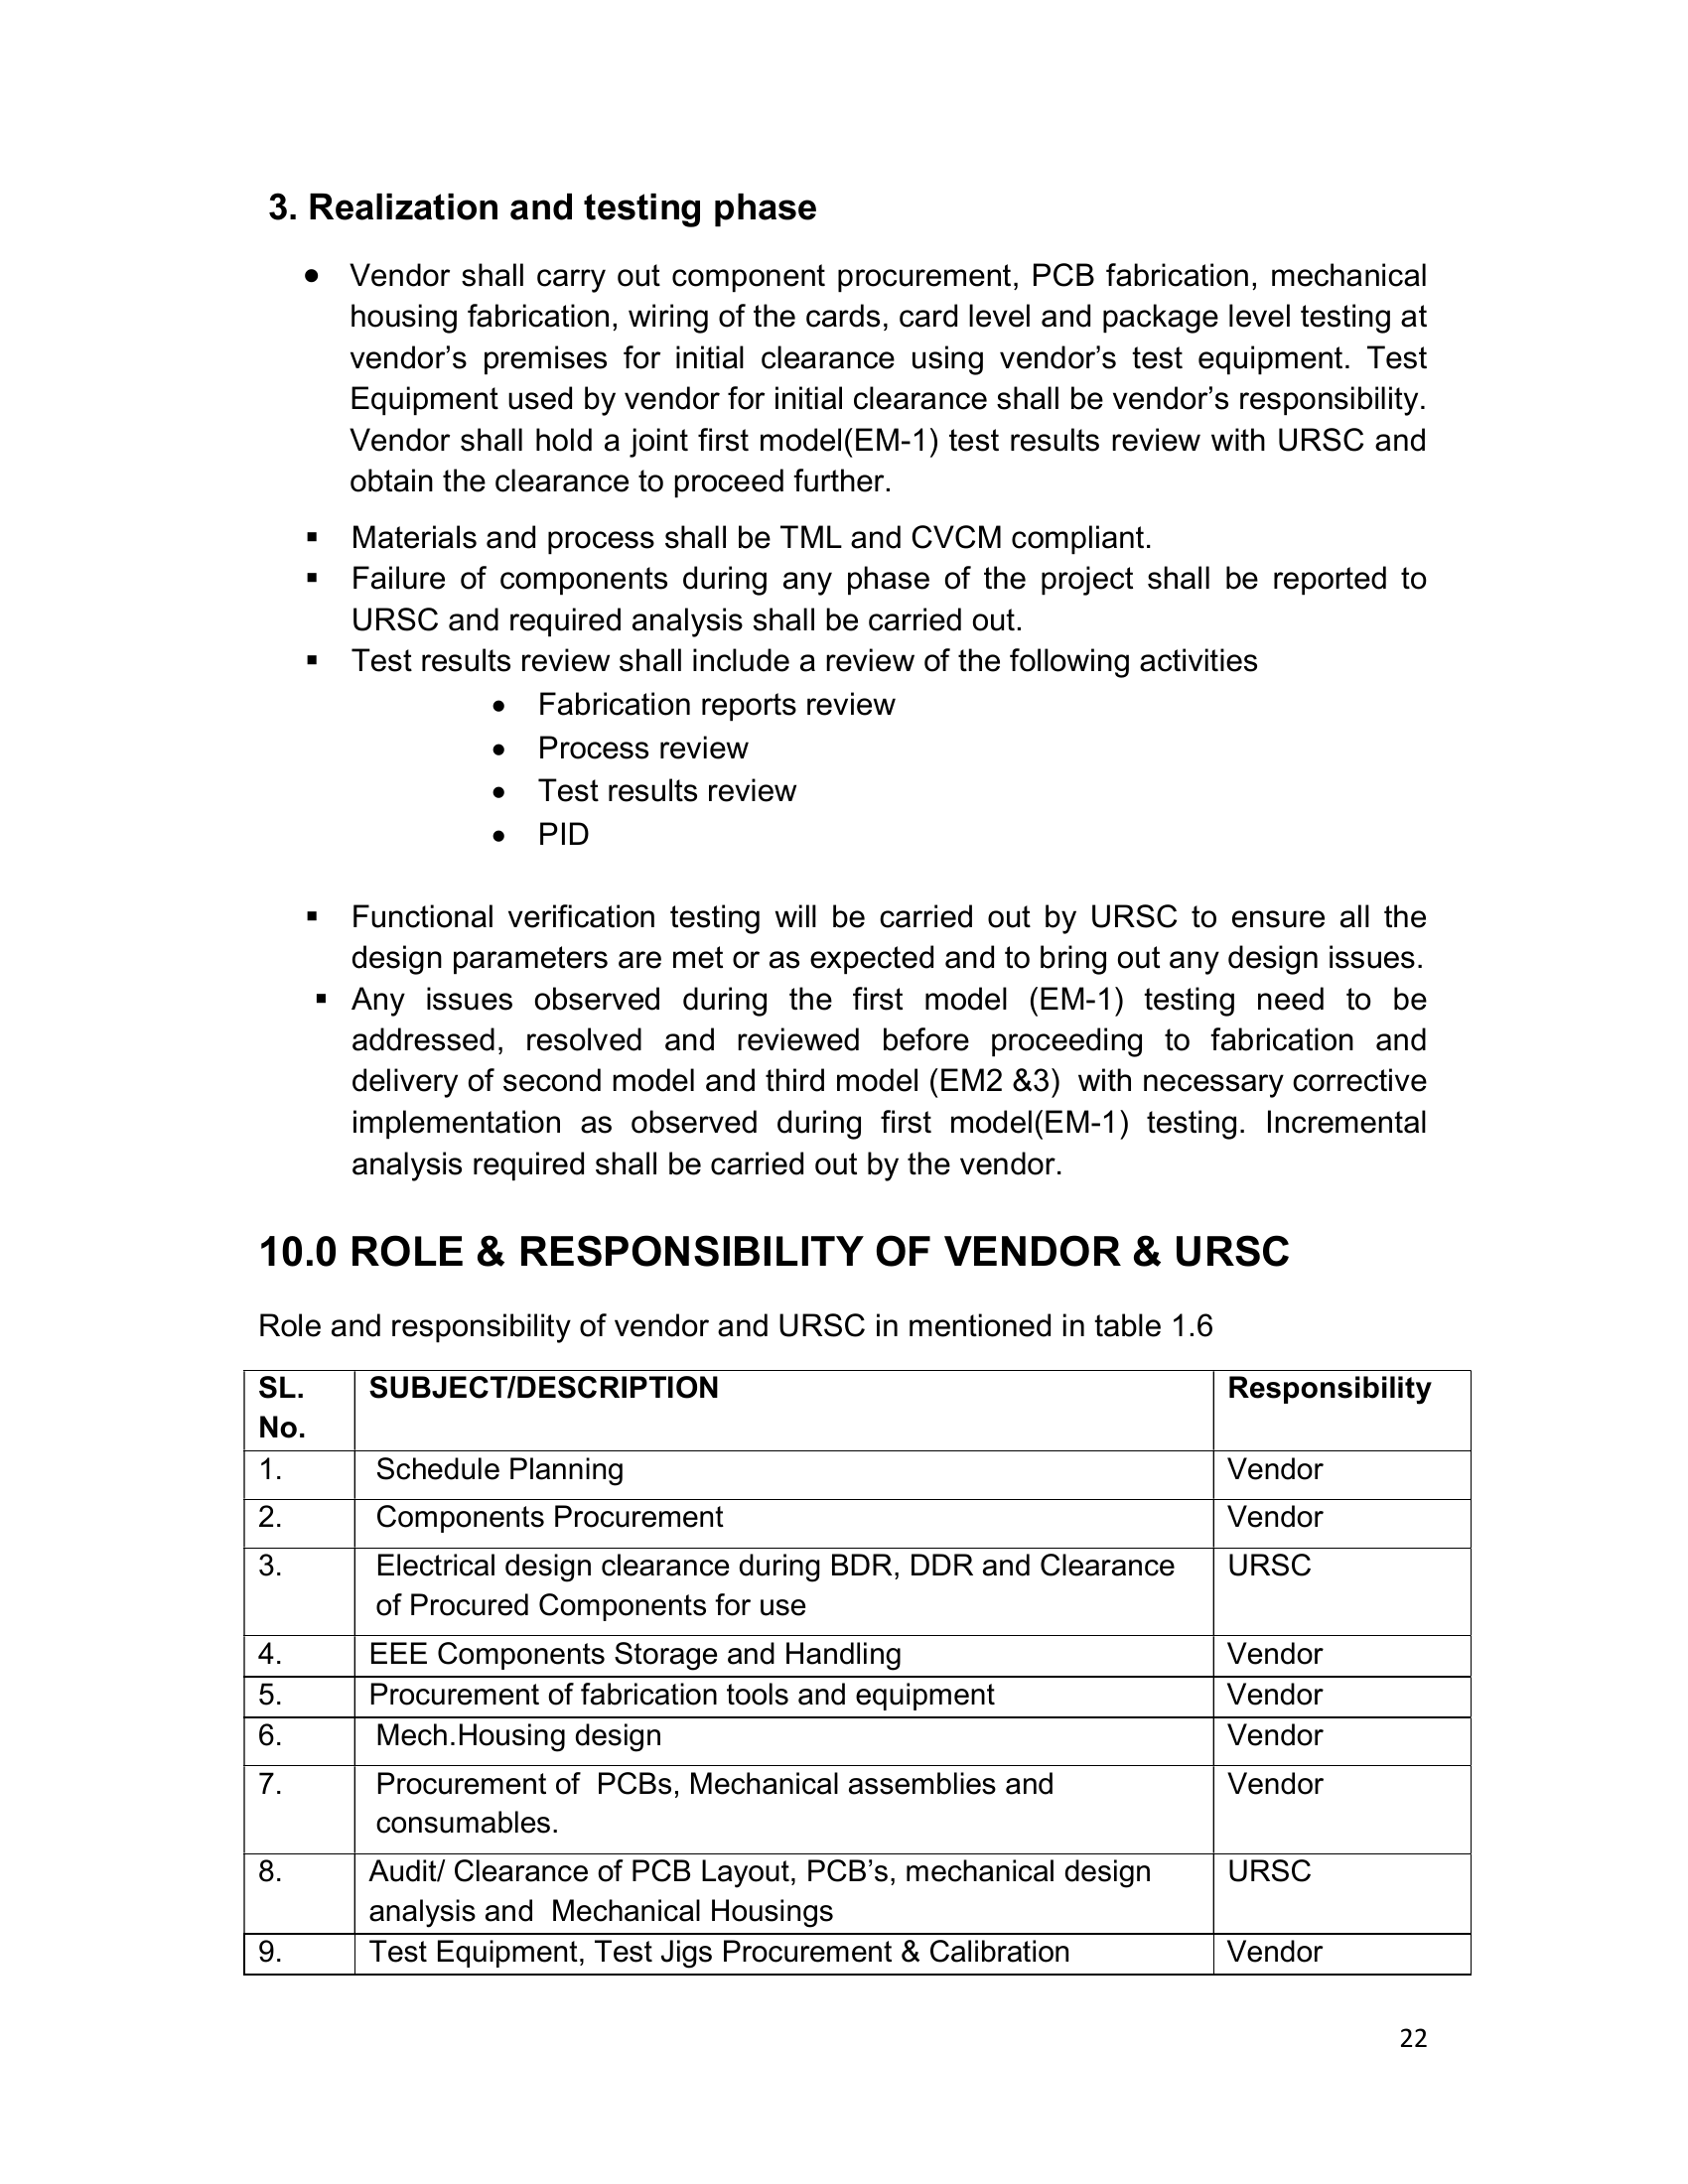 3. Realization and testing phase
● Vendor shall carry out component procurement, PCB fabrication, mechanical
housing fabrication, wiring of the cards, card level and package level testing at
vendor’s premises for initial clearance using vendor’s test equipment. Test
Equipment used by vendor for initial clearance shall be vendor’s responsibility.
Vendor shall hold a joint first model(EM-1) test results review with URSC and
obtain the clearance to proceed further.
▪ Materials and process shall be TML and CVCM compliant.
▪ Failure of components during any phase of the project shall be reported to
URSC and required analysis shall be carried out.
▪ Test results review shall include a review of the following activities
● Fabrication reports review
● Process review
● Test results review
● PID
▪ Functional verification testing will be carried out by URSC to ensure all the
design parameters are met or as expected and to bring out any design issues.
▪ Any issues observed during the first model (EM-1) testing need to be
addressed, resolved and reviewed before proceeding to fabrication and
delivery of second model and third model (EM2 &3) with necessary corrective
implementation as observed during first model(EM-1) testing. Incremental
analysis required shall be carried out by the vendor.
10.0 ROLE & RESPONSIBILITY OF VENDOR & URSC
Role and responsibility of vendor and URSC in mentioned in table 1.6
SL. SUBJECT/DESCRIPTION Responsibility
No.
1. Schedule Planning Vendor
2. Components Procurement Vendor
3. Electrical design clearance during BDR, DDR and Clearance URSC
of Procured Components for use
4. EEE Components Storage and Handling Vendor
5. Procurement of fabrication tools and equipment Vendor
6. Mech.Housing design Vendor
7. Procurement of PCBs, Mechanical assemblies and Vendor
consumables.
8. Audit/ Clearance of PCB Layout, PCB’s, mechanical design URSC
analysis and Mechanical Housings
9. Test Equipment, Test Jigs Procurement & Calibration Vendor
22